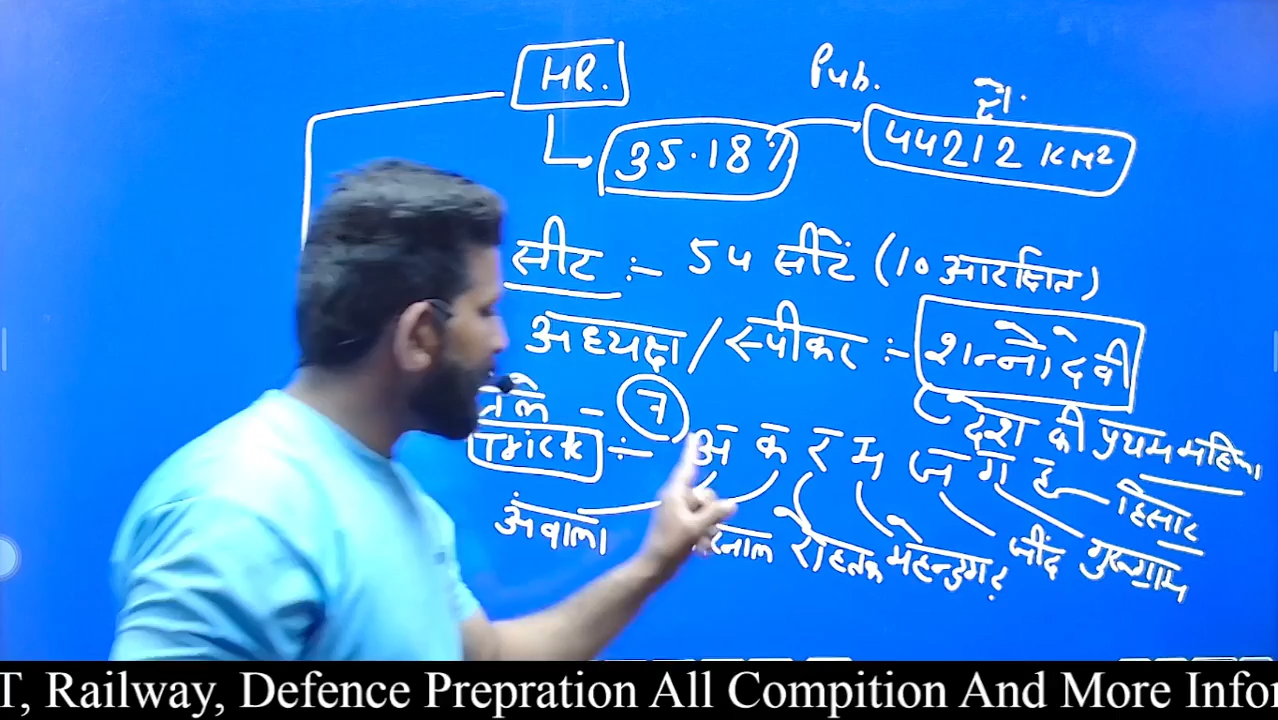 HR.
Pub.
35.18%
क्षे.
44212 KM²
सीट :- 54 सीटें (10 आरक्षित)
अध्यक्ष / स्पीकर :- शन्नो देवी
देश की प्रथम महिला
7
Trick :- अ क र म ज ग ह
हिसार
अंबाला रोहतक महेन्द्रगढ़ जींद गुरुग्राम
T, Railway, Defence Prepration All Compition And More Infor